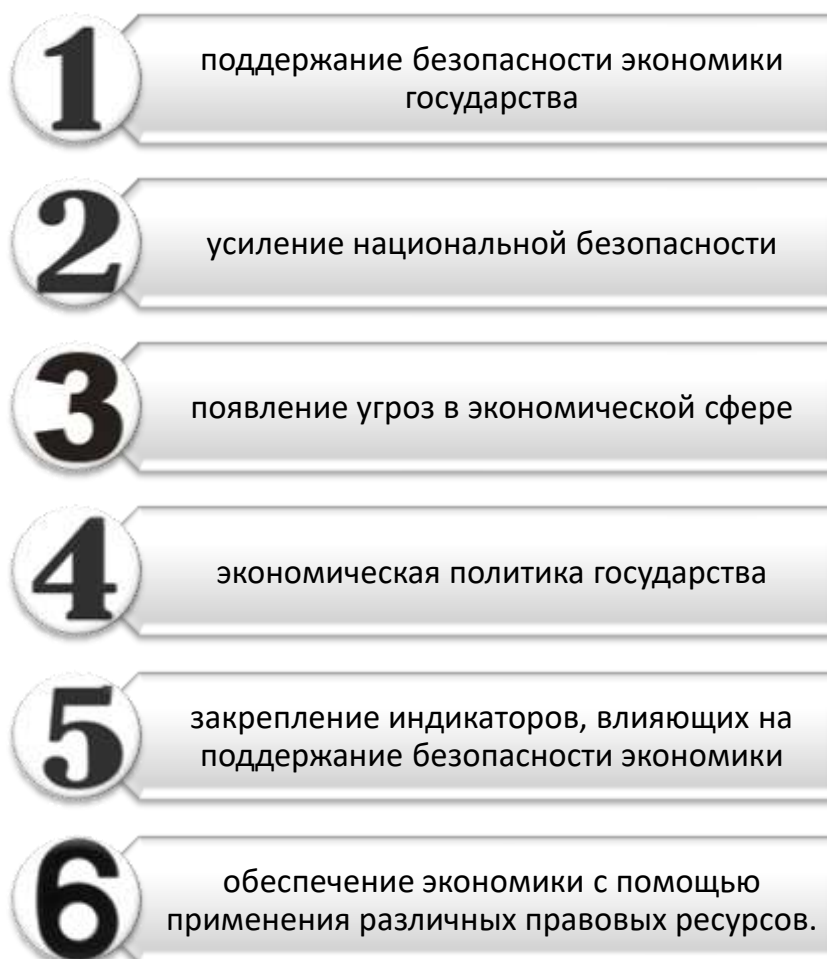 1
поддержание безопасности экономики
государства
2
усиление национальной безопасности
3
появление угроз в экономической сфере
4
экономическая политика государства
5
закрепление индикаторов, влияющих на
поддержание безопасности экономики
6
обеспечение экономики с помощью
применения различных правовых ресурсов.